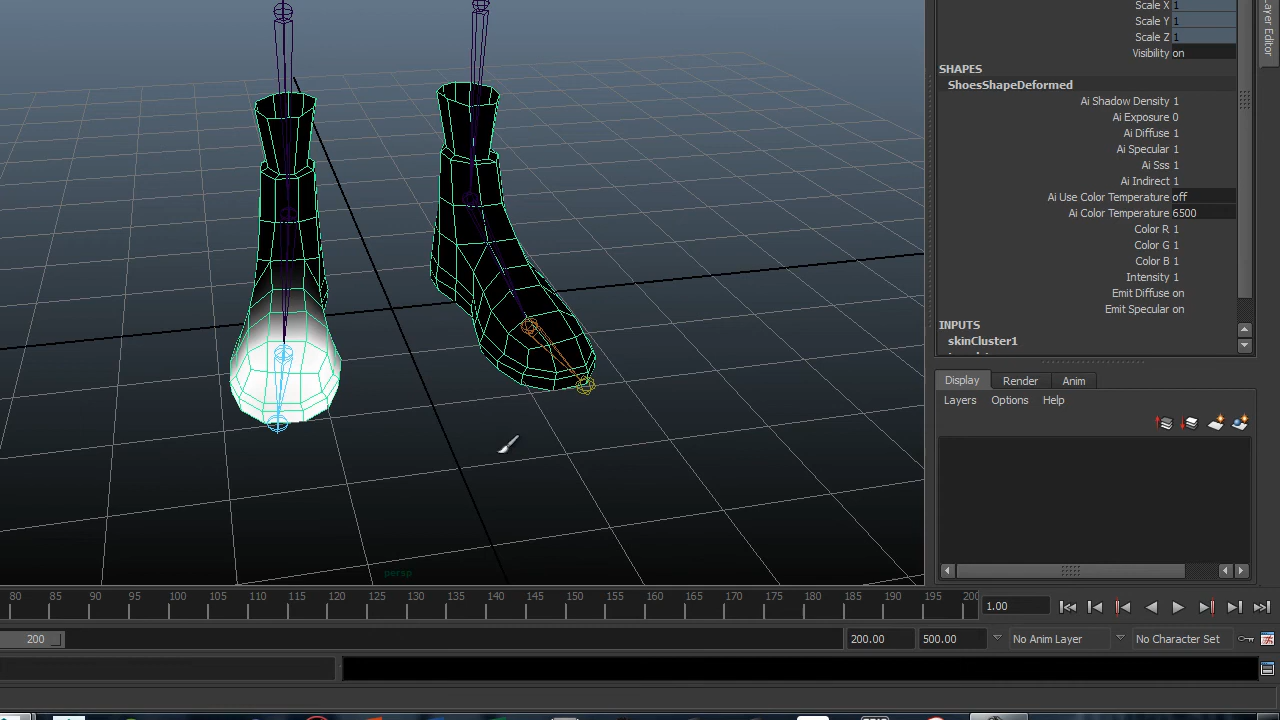 Scale X 1
Scale Y 1
Scale Z 1
Visibility on
SHAPES
ShoesShapeDeformed
Ai Shadow Density 1
Ai Exposure 0
Ai Diffuse 1
Ai Specular 1
Ai Sss 1
Ai Indirect 1
Ai Use Color Temperature off
Ai Color Temperature 6500
Color R 1
Color G 1
Color B 1
Intensity 1
Emit Diffuse on
Emit Specular on
INPUTS
skinCluster1
Layer Editor
Display Render Anim
Layers Options Help
persp
80 85 90 95 100 105 110 113 120 125 130 135 140 145 150 155 160 165 170 175 180 185 190 195 200
1.00
200
200.00 500.00 No Anim Layer No Character Set